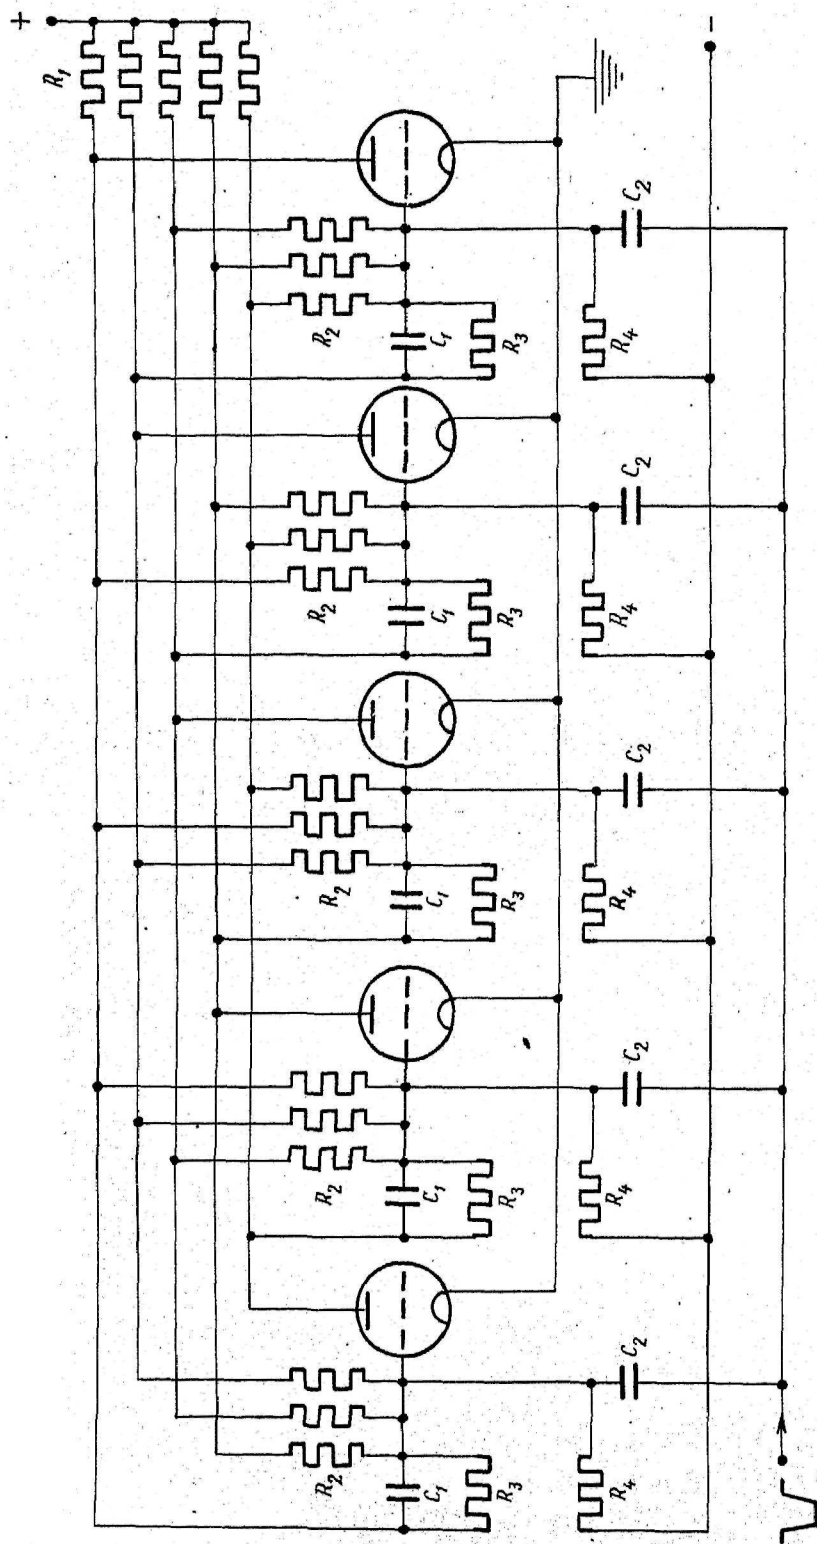 +
R₁
−
C₂
R₂
C₁
R₃
R₄
C₂
R₂
C₁
R₃
R₄
C₂
R₂
C₁
R₃
R₄
C₂
R₂
C₁
R₃
R₄
C₂
R₂
C₁
R₃
R₄